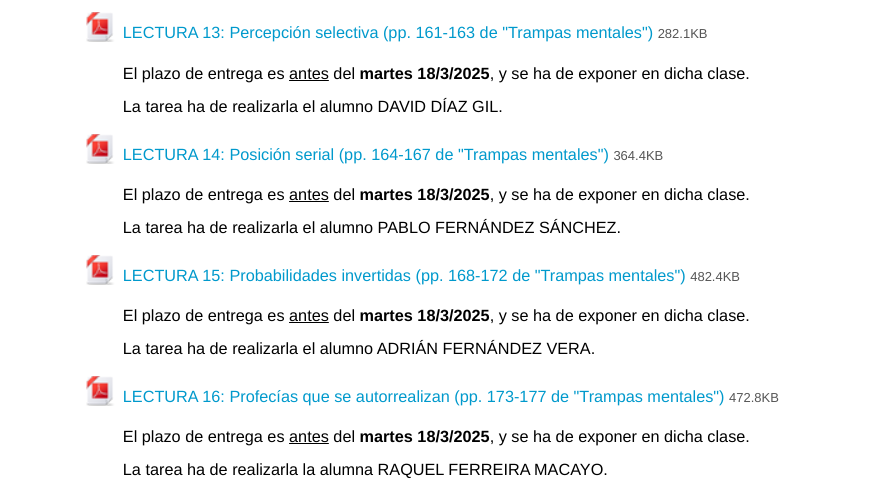 LECTURA 13: Percepción selectiva (pp. 161-163 de "Trampas mentales") 282.1KB
El plazo de entrega es antes del martes 18/3/2025, y se ha de exponer en dicha clase.
La tarea ha de realizarla el alumno DAVID DÍAZ GIL.
LECTURA 14: Posición serial (pp. 164-167 de "Trampas mentales") 364.4KB
El plazo de entrega es antes del martes 18/3/2025, y se ha de exponer en dicha clase.
La tarea ha de realizarla el alumno PABLO FERNÁNDEZ SÁNCHEZ.
LECTURA 15: Probabilidades invertidas (pp. 168-172 de "Trampas mentales") 482.4KB
El plazo de entrega es antes del martes 18/3/2025, y se ha de exponer en dicha clase.
La tarea ha de realizarla el alumno ADRIÁN FERNÁNDEZ VERA.
LECTURA 16: Profecías que se autorrealizan (pp. 173-177 de "Trampas mentales") 472.8KB
El plazo de entrega es antes del martes 18/3/2025, y se ha de exponer en dicha clase.
La tarea ha de realizarla la alumna RAQUEL FERREIRA MACAYO.